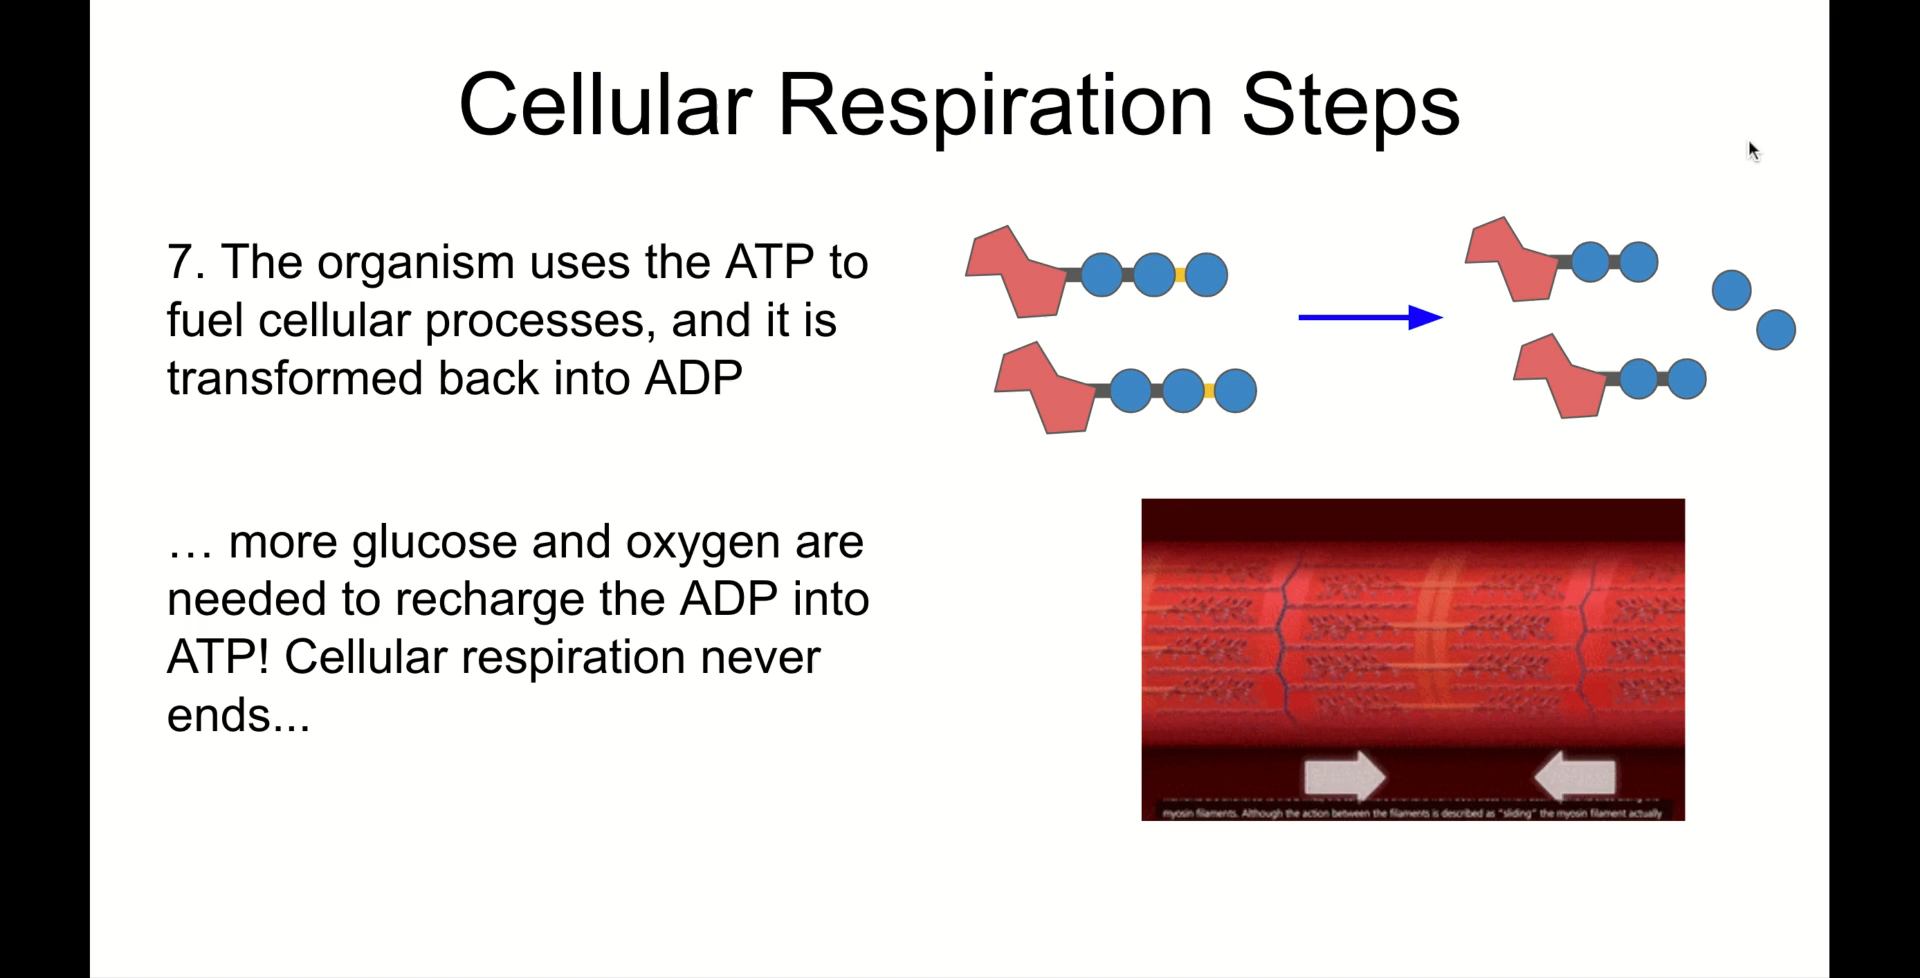 Cellular Respiration Steps
7. The organism uses the ATP to
fuel cellular processes, and it is
transformed back into ADP
… more glucose and oxygen are
needed to recharge the ADP into
ATP! Cellular respiration never
ends...
myosin filaments. Although the action between the filaments is described as "sliding" the myosin filament actually